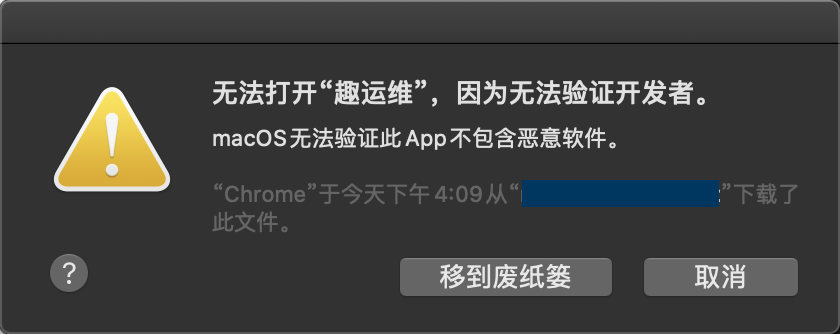 无法打开“趣运维”，因为无法验证开发者。
macOS无法验证此App不包含恶意软件。
“Chrome”于今天下午4:09从“”下载了
此文件。
?
移到废纸篓
取消